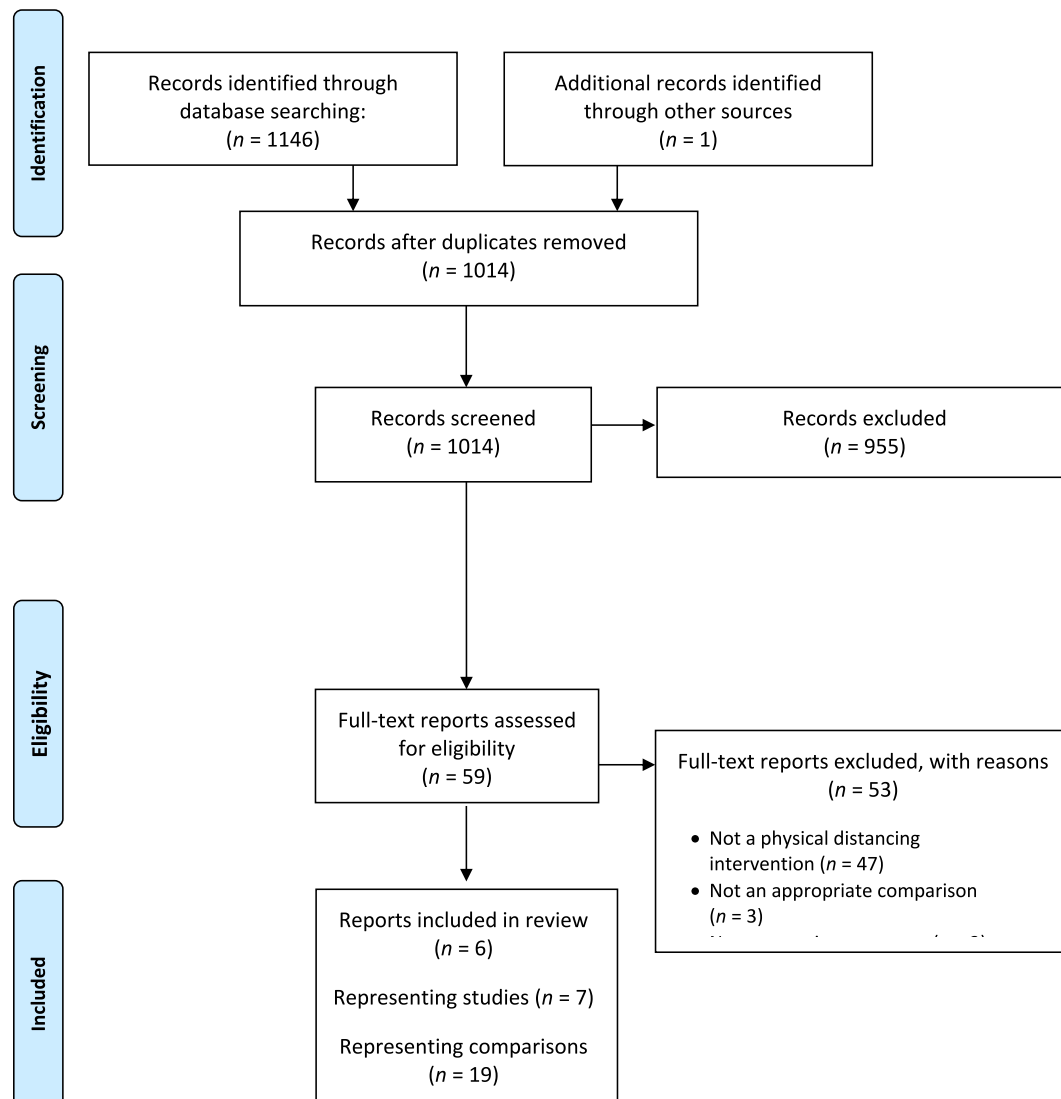 Identification
Records identified through
database searching:
(n = 1146)
Additional records identified
through other sources
(n = 1)
Records after duplicates removed
(n = 1014)
Screening
Records screened
(n = 1014)
Records excluded
(n = 955)
Eligibility
Full-text reports assessed
for eligibility
(n = 59)
Full-text reports excluded, with reasons
(n = 53)
• Not a physical distancing
intervention (n = 47)
• Not an appropriate comparison
(n = 3)
Included
Reports included in review
(n = 6)
Representing studies (n = 7)
Representing comparisons
(n = 19)